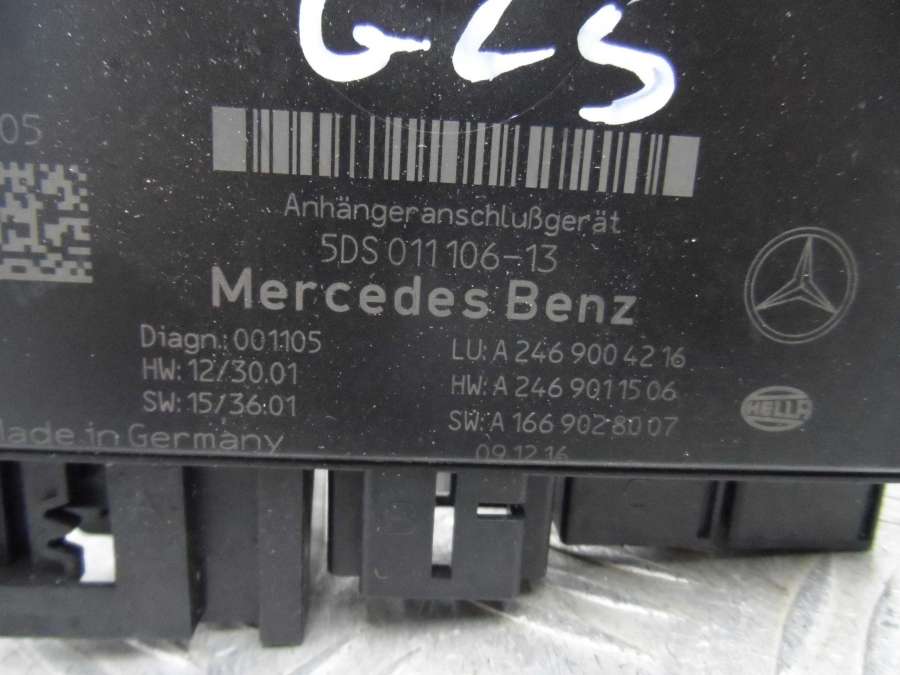 GLS
05
Anhängeranschlußgerät
5DS 011 106-13
Mercedes Benz
Diagn.: 001105
HW: 12/30.01
SW: 15/36.01
Made in Germany
LU: A 246 900 42 16
HW: A 246 901 15 06
SW: A 166 902 80 07
09.12.16
HELLA